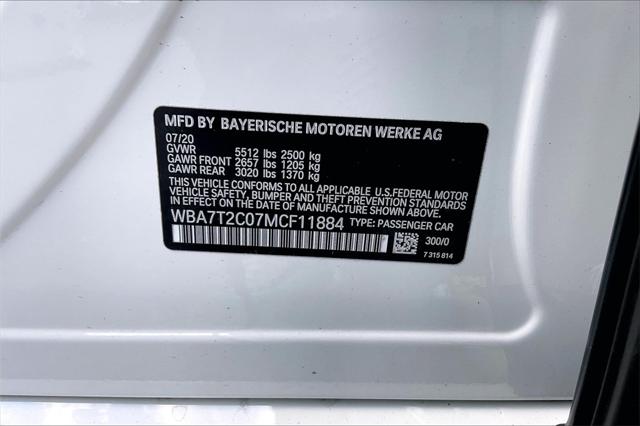 MFD BY BAYERISCHE MOTOREN WERKE AG
07/20
GVWR 5512 lbs 2500 kg
GAWR FRONT 2657 lbs 1205 kg
GAWR REAR 3020 lbs 1370 kg
THIS VEHICLE CONFORMS TO ALL APPLICABLE U.S.FEDERAL MOTOR
VEHICLE SAFETY, BUMPER, AND THEFT PREVENTION STANDARDS
IN EFFECT ON THE DATE OF MANUFACTURE SHOWN ABOVE.
WBA7T2C07MCF11884 TYPE: PASSENGER CAR
300/0
7 315 814